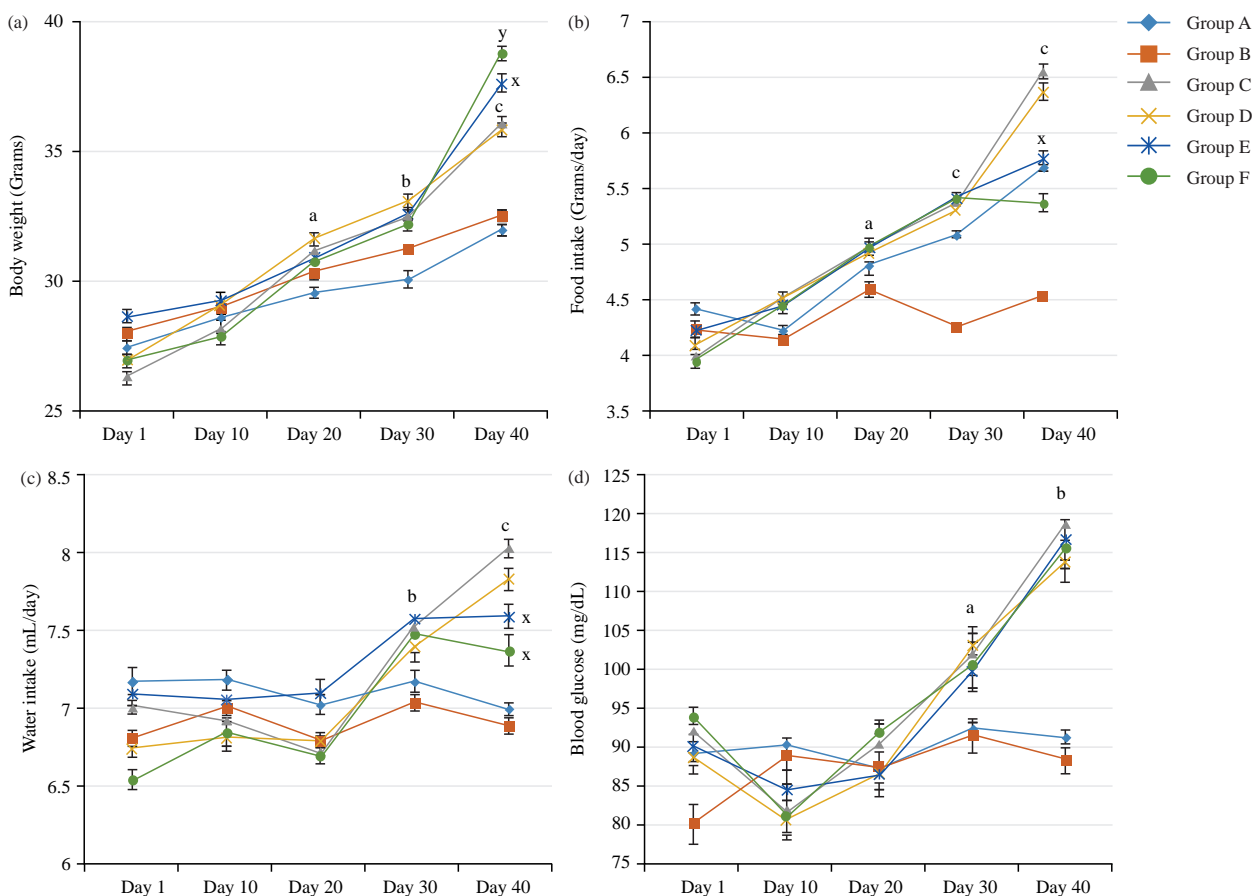 (a)
Body weight (Grams)
40
35
30
25
a
b
c
x
y
Day 1 Day 10 Day 20 Day 30 Day 40
(b)
Food intake (Grams/day)
7
6.5
6
5.5
5
4.5
4
3.5
a
c
c
x
Day 1 Day 10 Day 20 Day 30 Day 40
Group A
Group B
Group C
Group D
Group E
Group F
(c)
Water intake (mL/day)
8.5
8
7.5
7
6.5
6
b
c
x
x
Day 1 Day 10 Day 20 Day 30 Day 40
(d)
Blood glucose (mg/dL)
125
120
115
110
105
100
95
90
85
80
75
a
b
Day 1 Day 10 Day 20 Day 30 Day 40